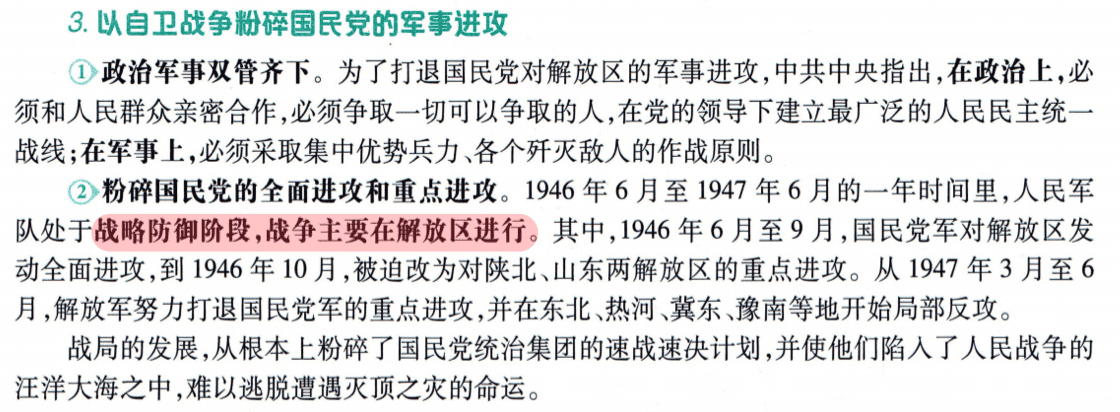 3. 以自卫战争粉碎国民党的军事进攻
①政治军事双管齐下。为了打退国民党对解放区的军事进攻,中共中央指出,在政治上,必
须和人民群众亲密合作,必须争取一切可以争取的人,在党的领导下建立最广泛的人民民主统一
战线;在军事上,必须采取集中优势兵力、各个歼灭敌人的作战原则。
②粉碎国民党的全面进攻和重点进攻。1946 年 6 月至 1947 年 6 月的一年时间里,人民军
队处于战略防御阶段,战争主要在解放区进行。其中,1946 年 6 月至 9 月,国民党军对解放区发
动全面进攻,到 1946 年 10 月,被迫改为对陕北、山东两解放区的重点进攻。从 1947 年 3 月至 6
月,解放军努力打退国民党军的重点进攻,并在东北、热河、冀东、豫南等地开始局部反攻。
战局的发展,从根本上粉碎了国民党统治集团的速战速决计划,并使他们陷入了人民战争的
汪洋大海之中,难以逃脱遭遇灭顶之灾的命运。